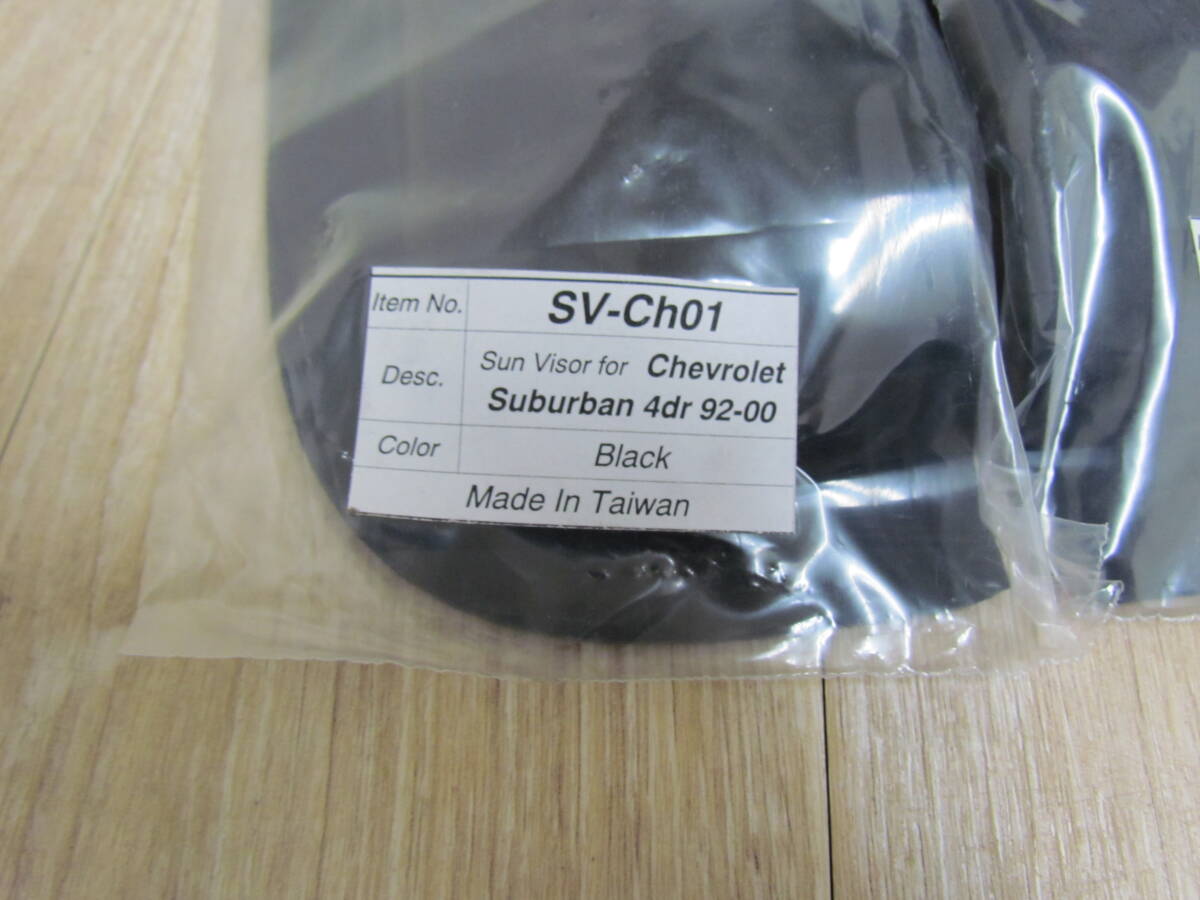 Item No. SV-Ch01
Desc. Sun Visor for Chevrolet
Suburban 4dr 92-00
Color Black
Made In Taiwan